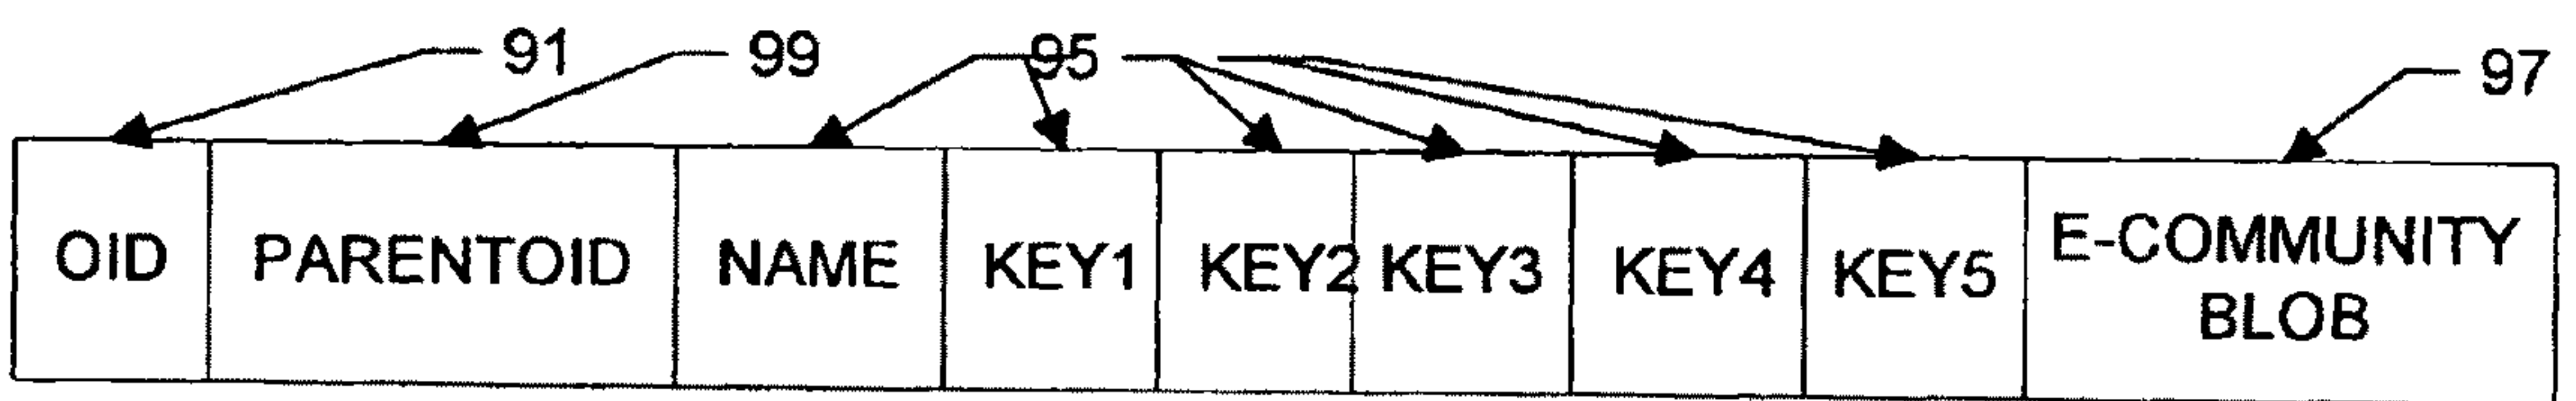 91 99 95 97
OID PARENTOID NAME KEY1 KEY2 KEY3 KEY4 KEY5 E-COMMUNITY
BLOB